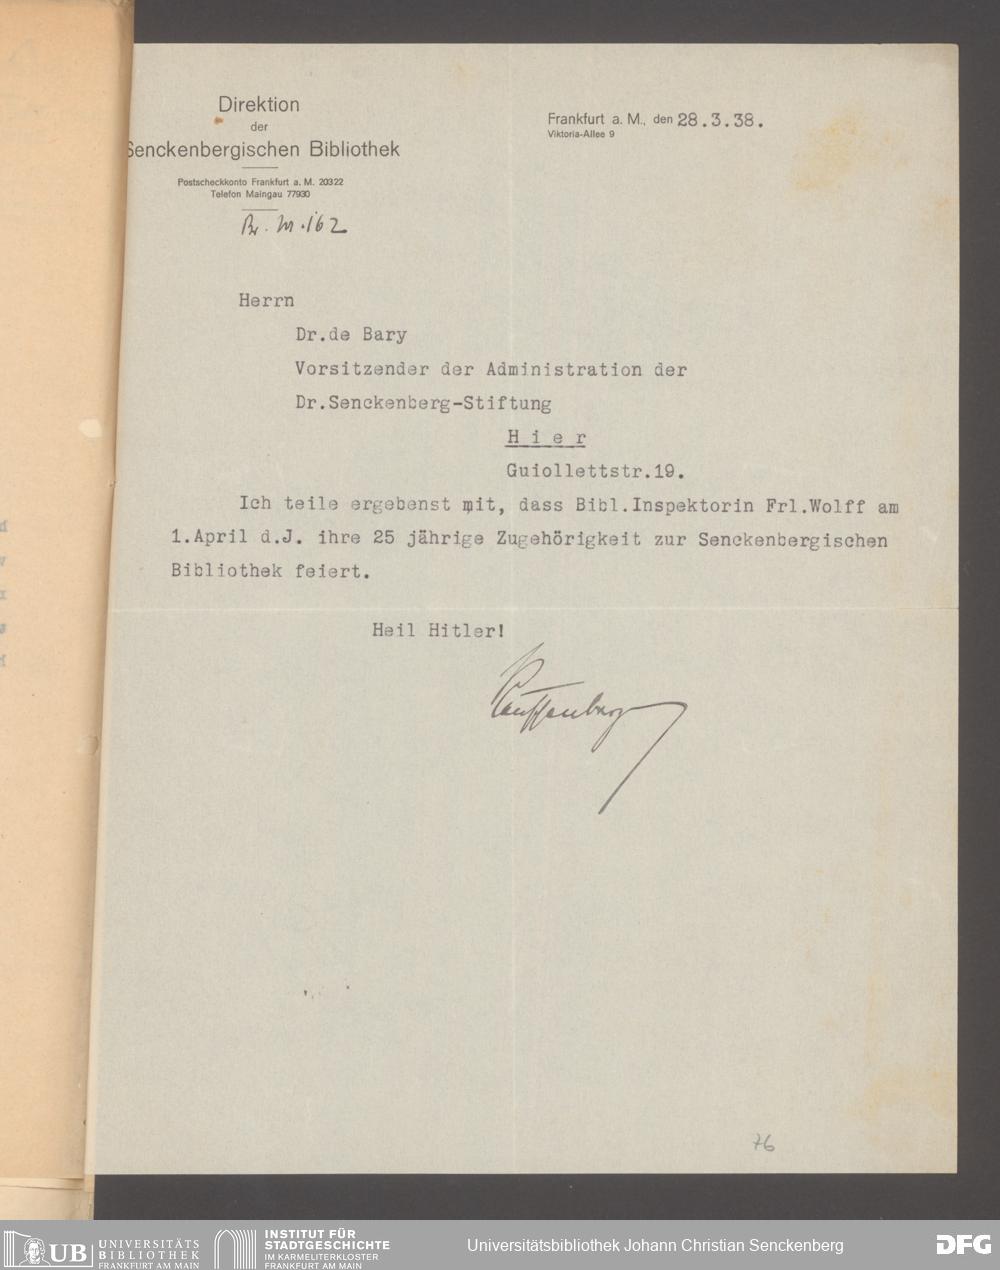 Direktion
der
Senckenbergischen Bibliothek
Postscheckkonto Frankfurt a. M. 20322
Telefon Maingau 77930
Br. M. 162
Frankfurt a. M., den 28.3.38.
Viktoria-Allee 9
Herrn
Dr.de Bary
Vorsitzender der Administration der
Dr.Senckenberg-Stiftung
H i e r
Guiollettstr.19.
Ich teile ergebenst mit, dass Bibl.Inspektorin Frl.Wolff am
1.April d.J. ihre 25 jährige Zugehörigkeit zur Senckenbergischen
Bibliothek feiert.
Heil Hitler!
76
UB UNIVERSITÄTS
BIBLIOTHEK
FRANKFURT AM MAIN
INSTITUT FÜR
STADTGESCHICHTE
IM KARMELITERKLOSTER
FRANKFURT AM MAIN
Universitätsbibliothek Johann Christian Senckenberg
DFG